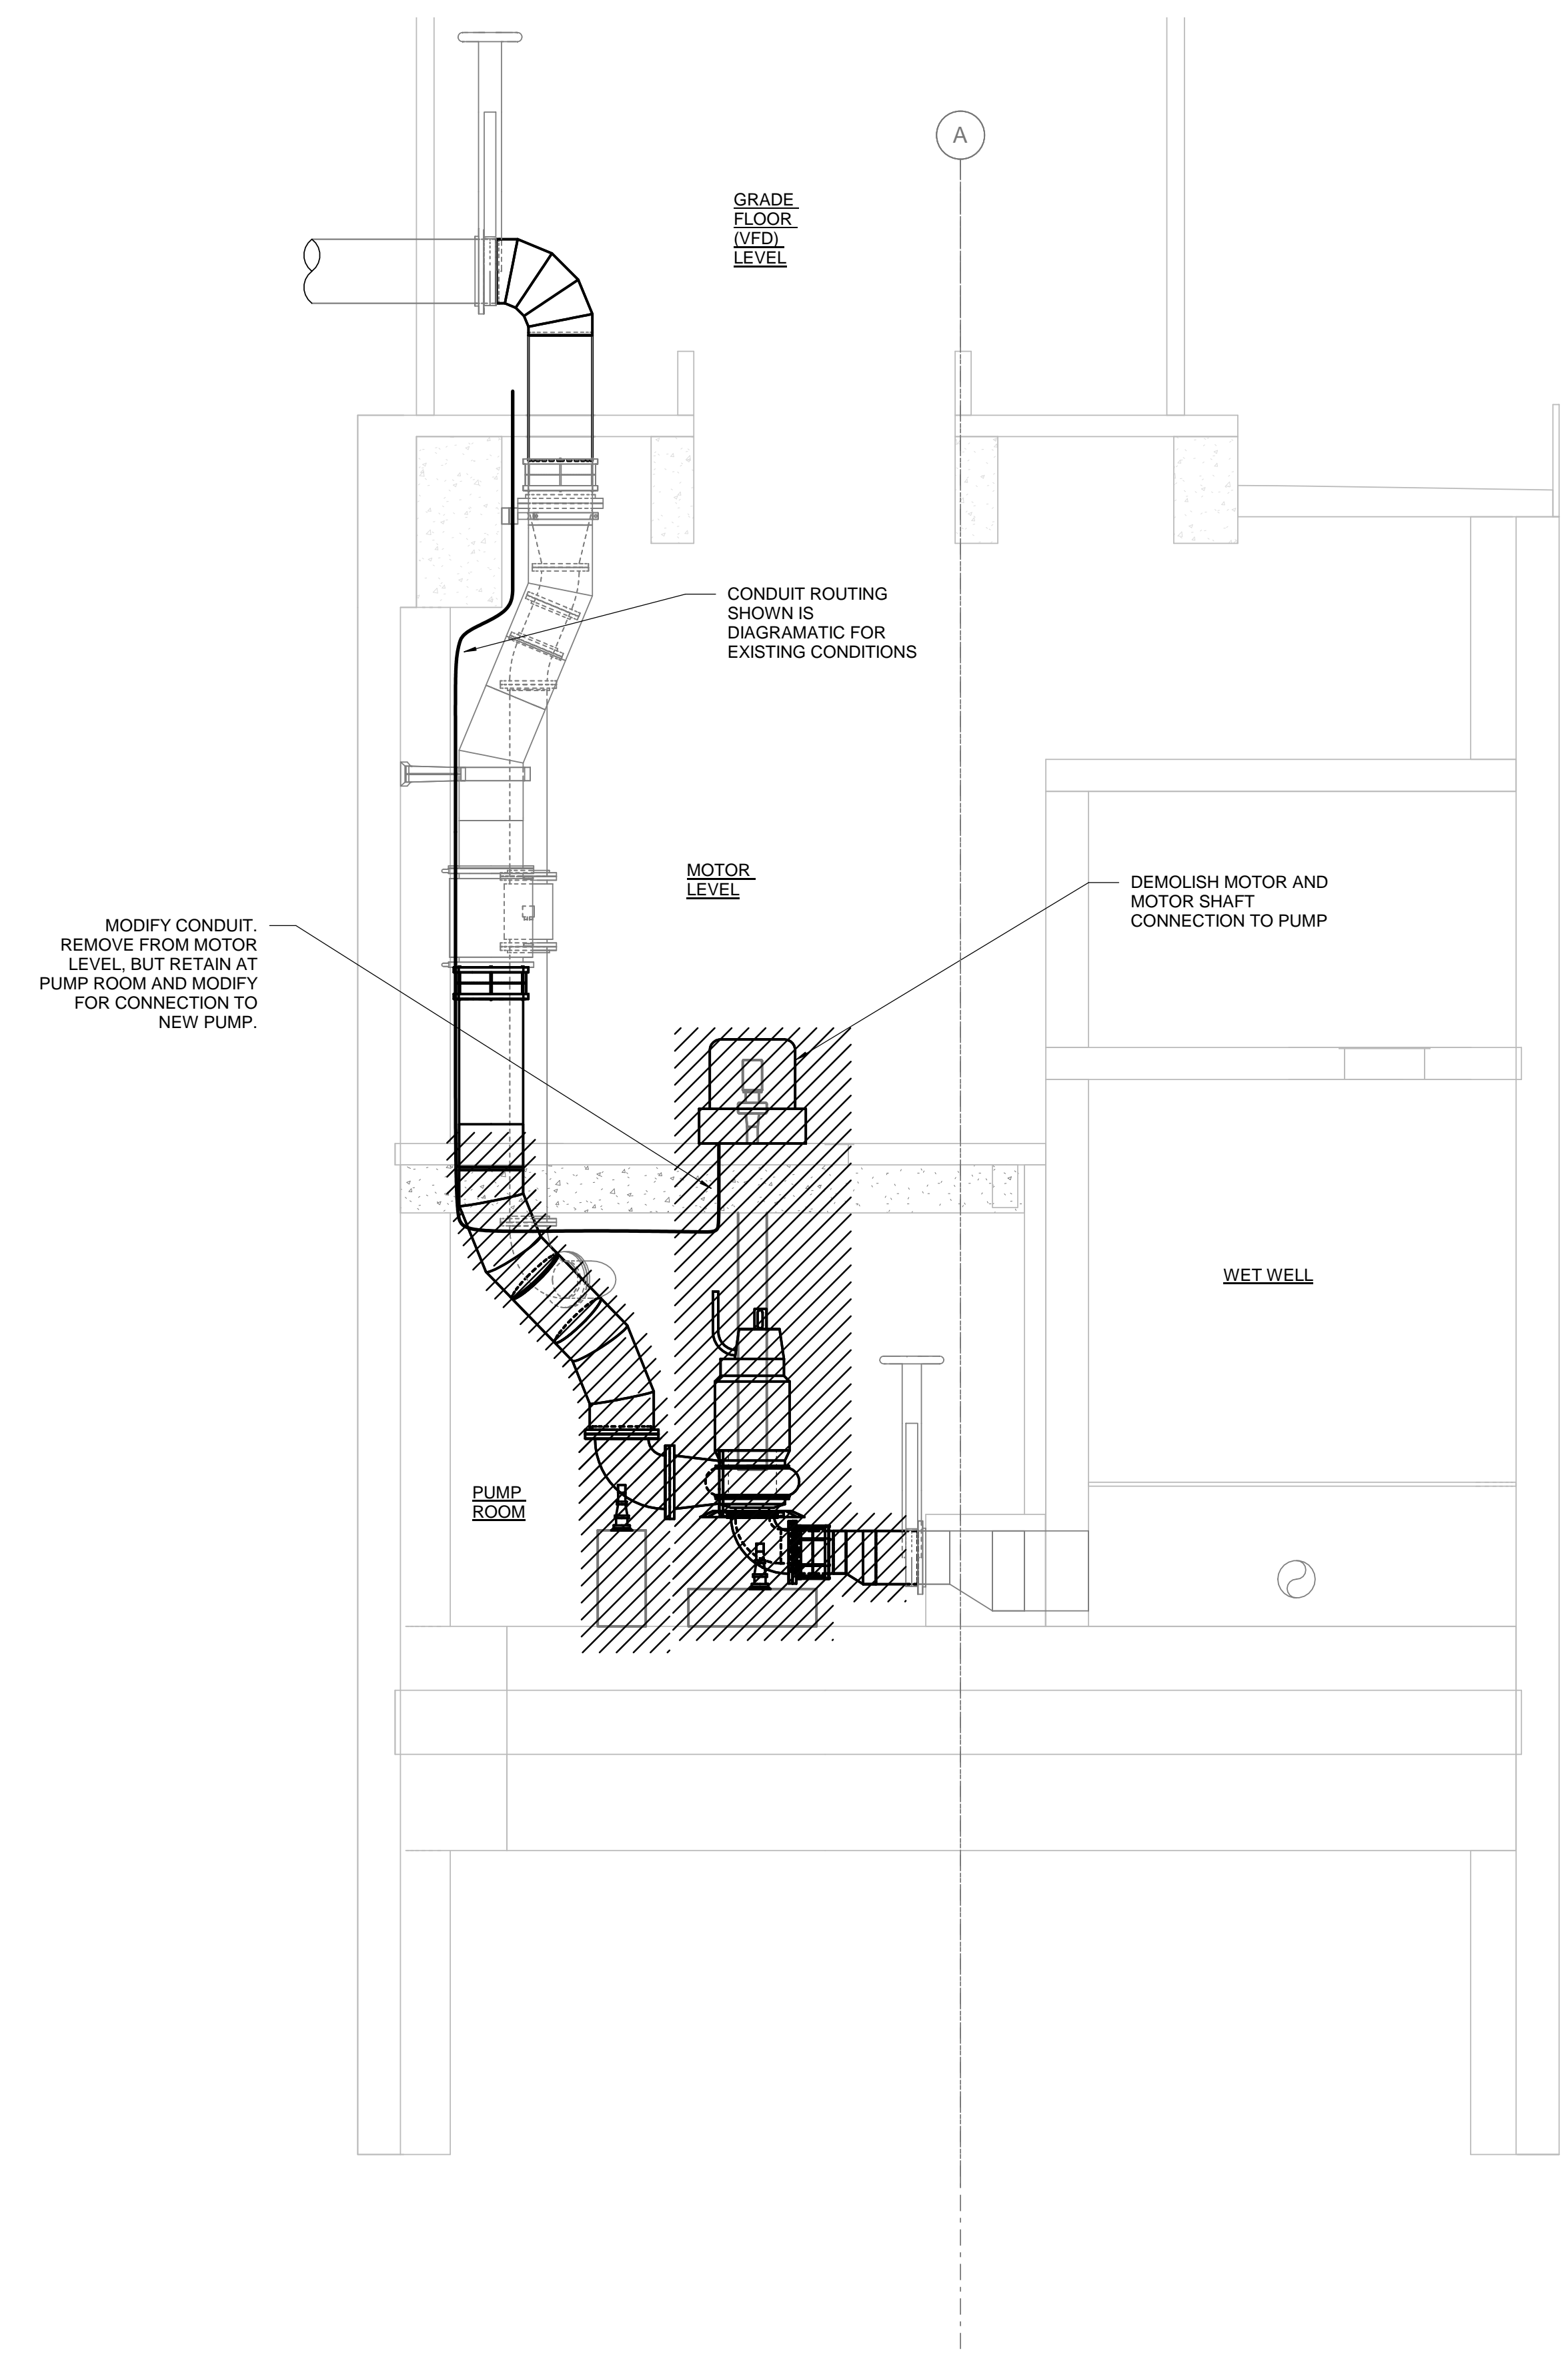 A
GRADE
FLOOR
(VFD)
LEVEL
CONDUIT ROUTING
SHOWN IS
DIAGRAMATIC FOR
EXISTING CONDITIONS
MOTOR
LEVEL
DEMOLISH MOTOR AND
MOTOR SHAFT
CONNECTION TO PUMP
MODIFY CONDUIT.
REMOVE FROM MOTOR
LEVEL, BUT RETAIN AT
PUMP ROOM AND MODIFY
FOR CONNECTION TO
NEW PUMP.
WET WELL
PUMP
ROOM